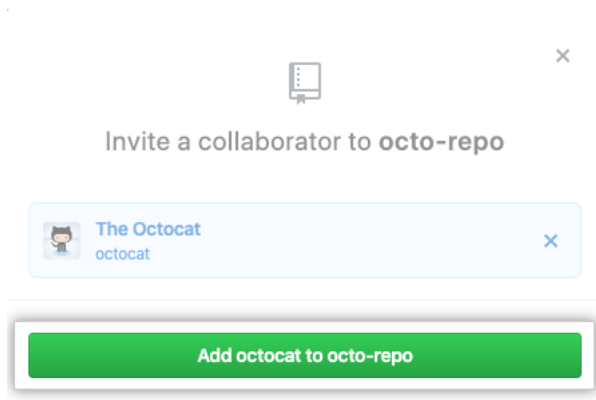 Invite a collaborator to octo-repo
The Octocat
octocat
Add octocat to octo-repo